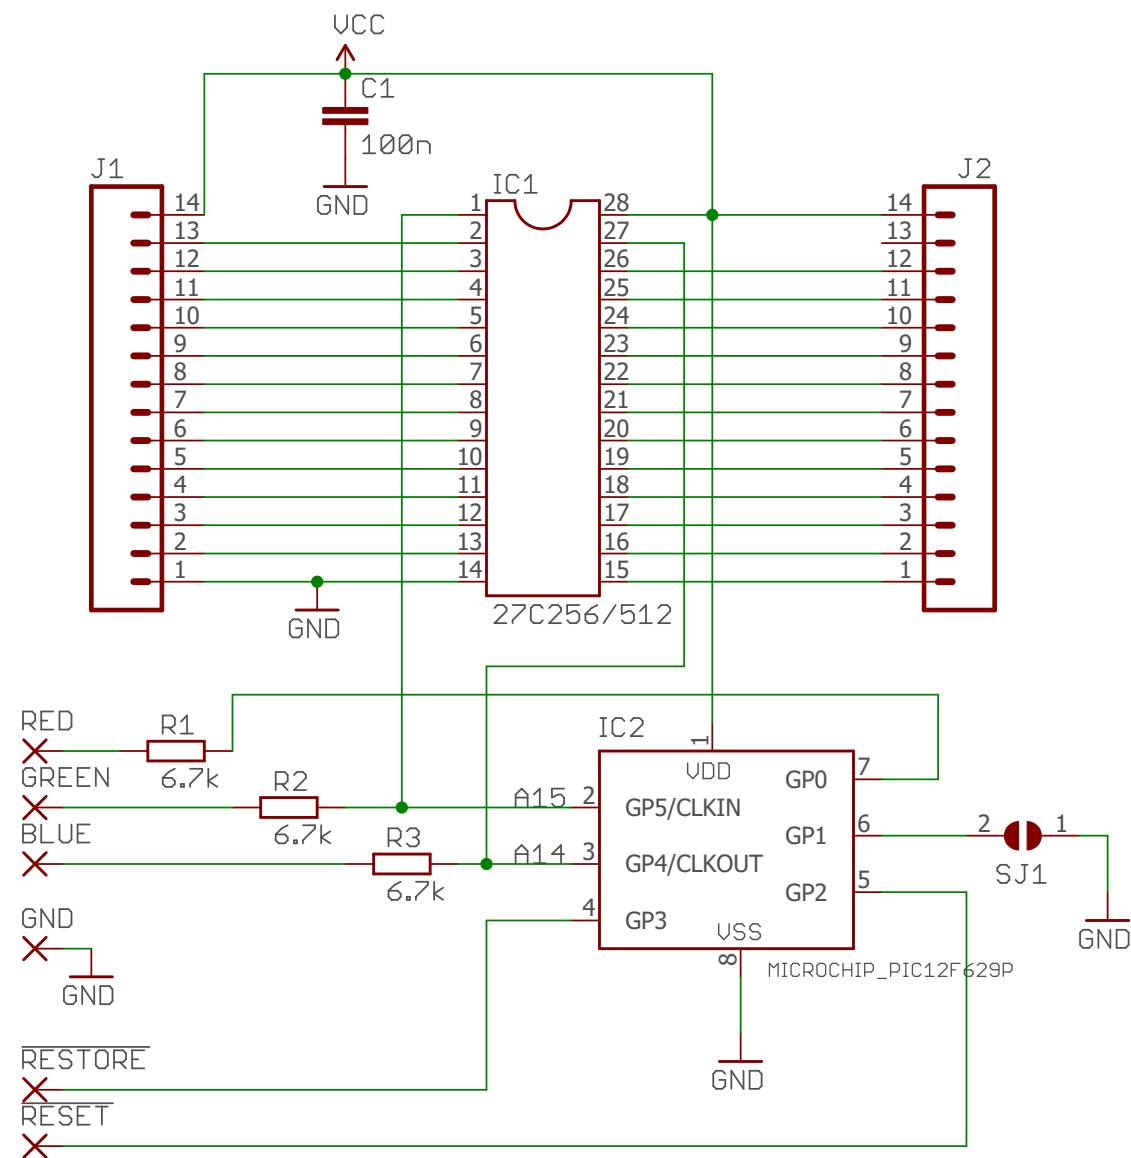 VCC
C1
100n
GND
J1
14
13
12
11
10
9
8
7
6
5
4
3
2
1
GND
IC1
1
2
3
4
5
6
7
8
9
10
11
12
13
14
28
27
26
25
24
23
22
21
20
19
18
17
16
15
27C256/512
J2
14
13
12
11
10
9
8
7
6
5
4
3
2
1
RED
R1
6.7k
GREEN
R2
6.7k
BLUE
R3
6.7k
GND
GND
RESTORE
RESET
IC2
1
VDD
A15 2 GP5/CLKIN
A14 3 GP4/CLKOUT
4 GP3
GP0 7
GP1 6
GP2 5
VSS
8
MICROCHIP_PIC12F629P
GND
2 1
SJ1
GND